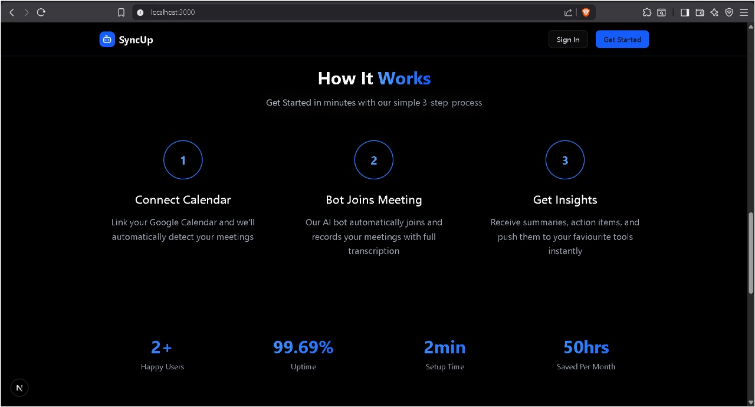 localhost:3000
SyncUp
Sign In
Get Started
How It Works
Get Started in minutes with our simple 3-step-process
1
2
3
Connect Calendar
Bot Joins Meeting
Get Insights
Link your Google Calendar and we'll
automatically detect your meetings
Our AI bot automatically joins and
records your meetings with full
transcription
Receive summaries, action items, and
push them to your faviourite tools
instantly
2+
99.69%
2min
50hrs
Happy Users
Uptime
Setup Time
Saved Per Month
N